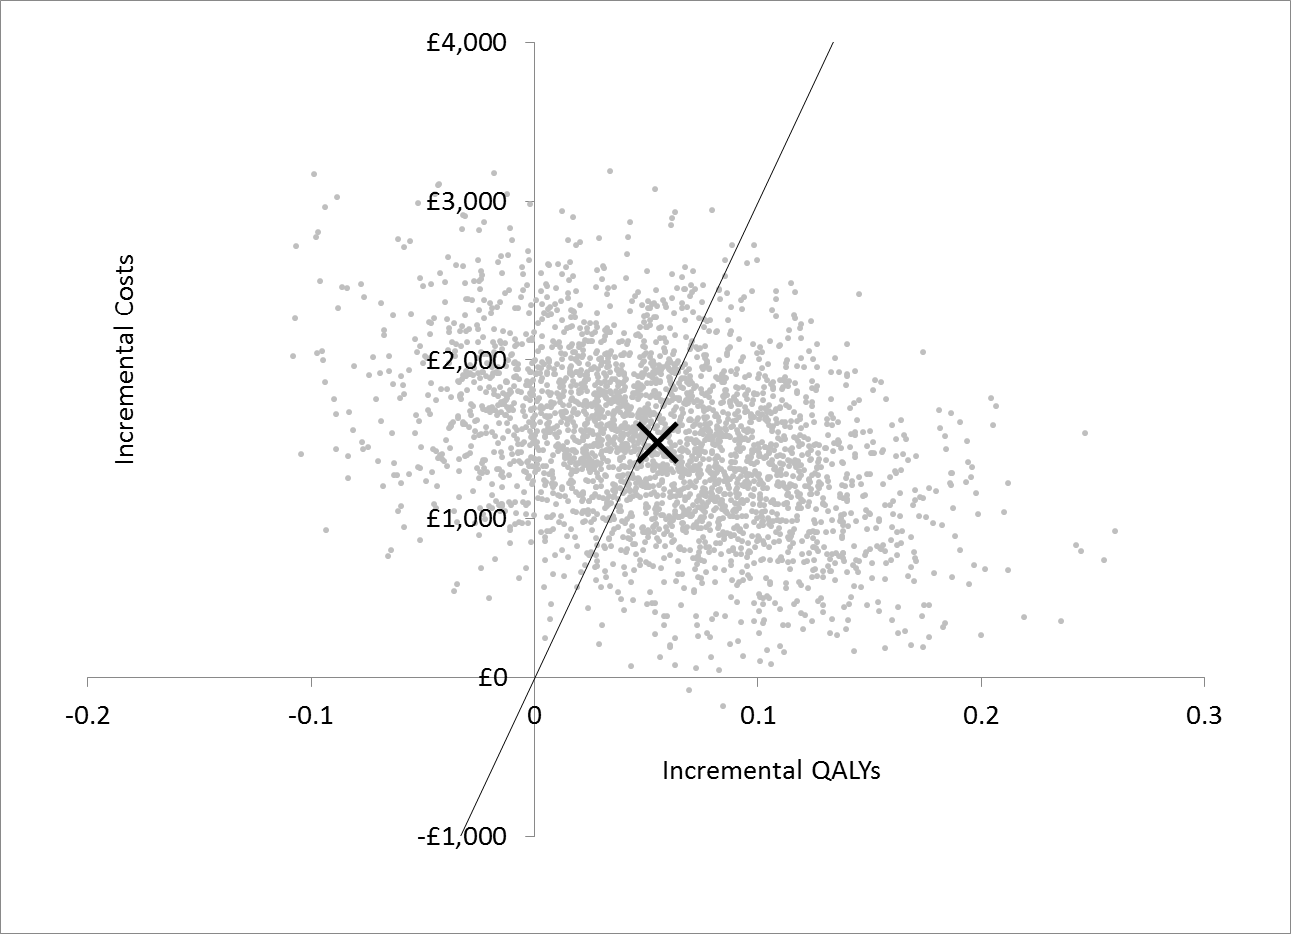 £4,000
£3,000
£2,000
£1,000
£0
-£1,000
Incremental Costs
-0.2 -0.1 0 0.1 0.2 0.3
Incremental QALYs